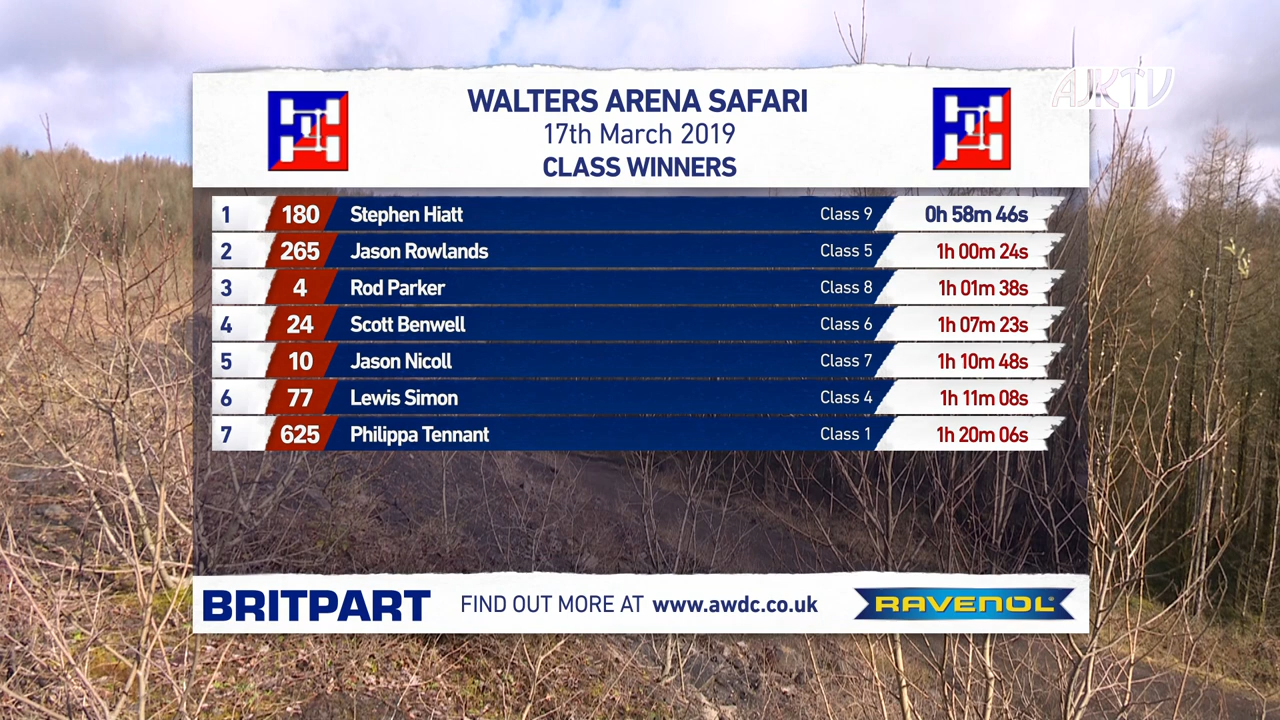 AJKTV
WALTERS ARENA SAFARI
17th March 2019
CLASS WINNERS
1 180 Stephen Hiatt Class 9 0h 58m 46s
2 265 Jason Rowlands Class 5 1h 00m 24s
3 4 Rod Parker Class 8 1h 01m 38s
4 24 Scott Benwell Class 6 1h 07m 23s
5 10 Jason Nicoll Class 7 1h 10m 48s
6 77 Lewis Simon Class 4 1h 11m 08s
7 625 Philippa Tennant Class 1 1h 20m 06s
BRITPART FIND OUT MORE AT www.awdc.co.uk RAVENOL®